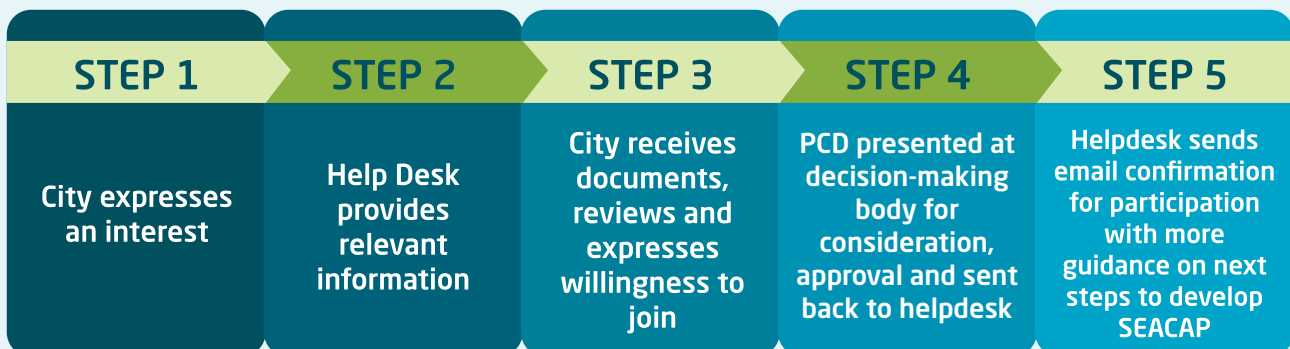 STEP 1
City expresses
an interest
STEP 2
Help Desk
provides
relevant
information
STEP 3
City receives
documents,
reviews and
expresses
willingness to
join
STEP 4
PCD presented at
decision-making
body for
consideration,
approval and sent
back to helpdesk
STEP 5
Helpdesk sends
email confirmation
for participation
with more
guidance on next
steps to develop
SEACAP